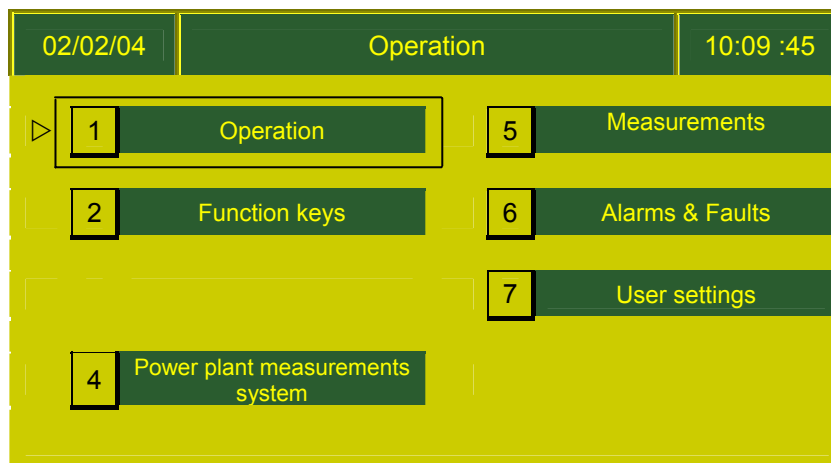 02/02/04 Operation 10:09 :45
1 Operation
2 Function keys
4 Power plant measurements
system
5 Measurements
6 Alarms & Faults
7 User settings